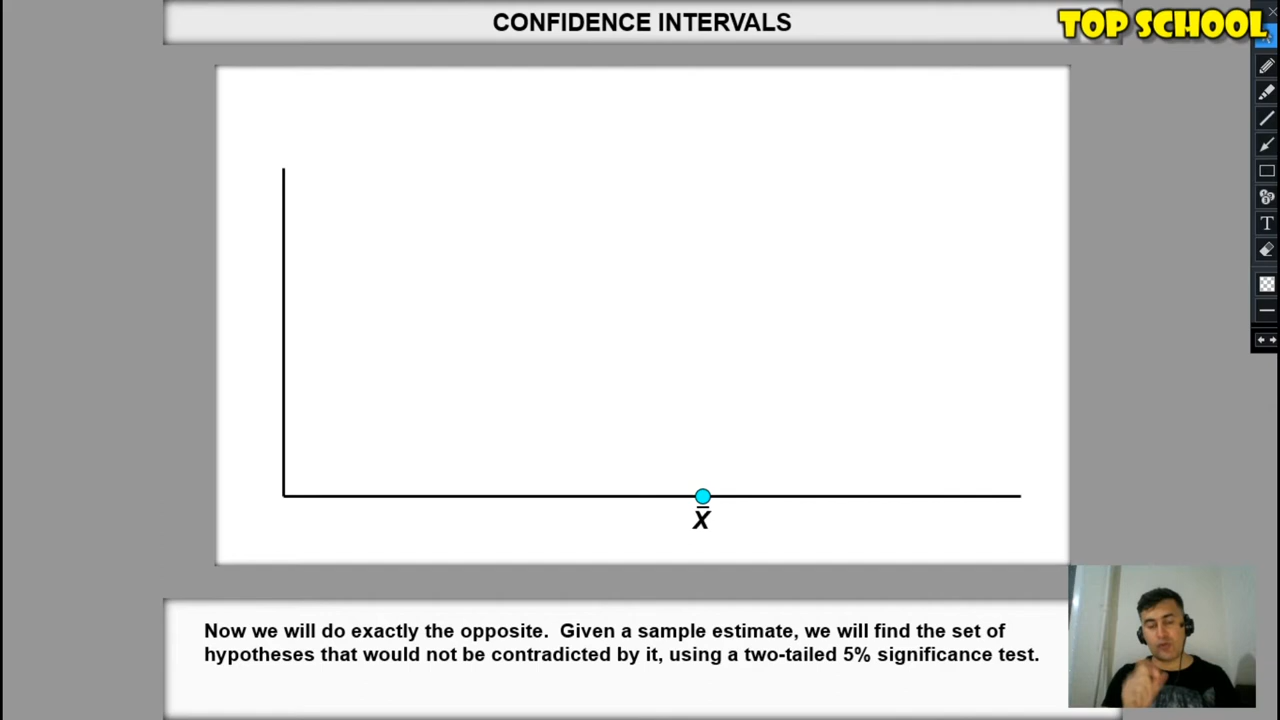 CONFIDENCE INTERVALS
TOP SCHOOL
X̄
Now we will do exactly the opposite.  Given a sample estimate, we will find the set of
hypotheses that would not be contradicted by it, using a two-tailed 5% significance test.
T